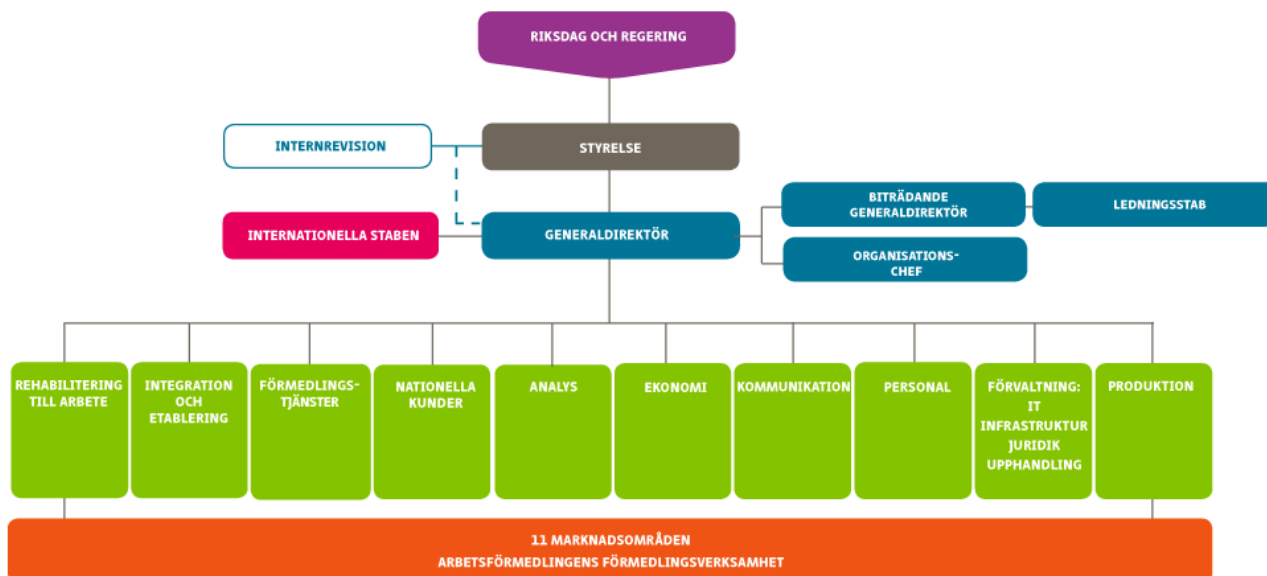 RIKSDAG OCH REGERING
INTERNREVISION
STYRELSE
BITRÄDANDE
GENERALDIREKTÖR
LEDNINGSSTAB
INTERNATIONELLA STABEN
GENERALDIREKTÖR
ORGANISATIONS-
CHEF
REHABILITERING
TILL ARBETE
INTEGRATION
OCH
ETABLERING
FÖRMEDLINGS-
TJÄNSTER
NATIONELLA
KUNDER
ANALYS
EKONOMI
KOMMUNIKATION
PERSONAL
FÖRVALTNING:
IT
INFRASTRUKTUR
JURIDIK
UPPHANDLING
PRODUKTION
11 MARKNADSOMRÅDEN
ARBETSFÖRMEDLINGENS FÖRMEDLINGSVERKSAMHET